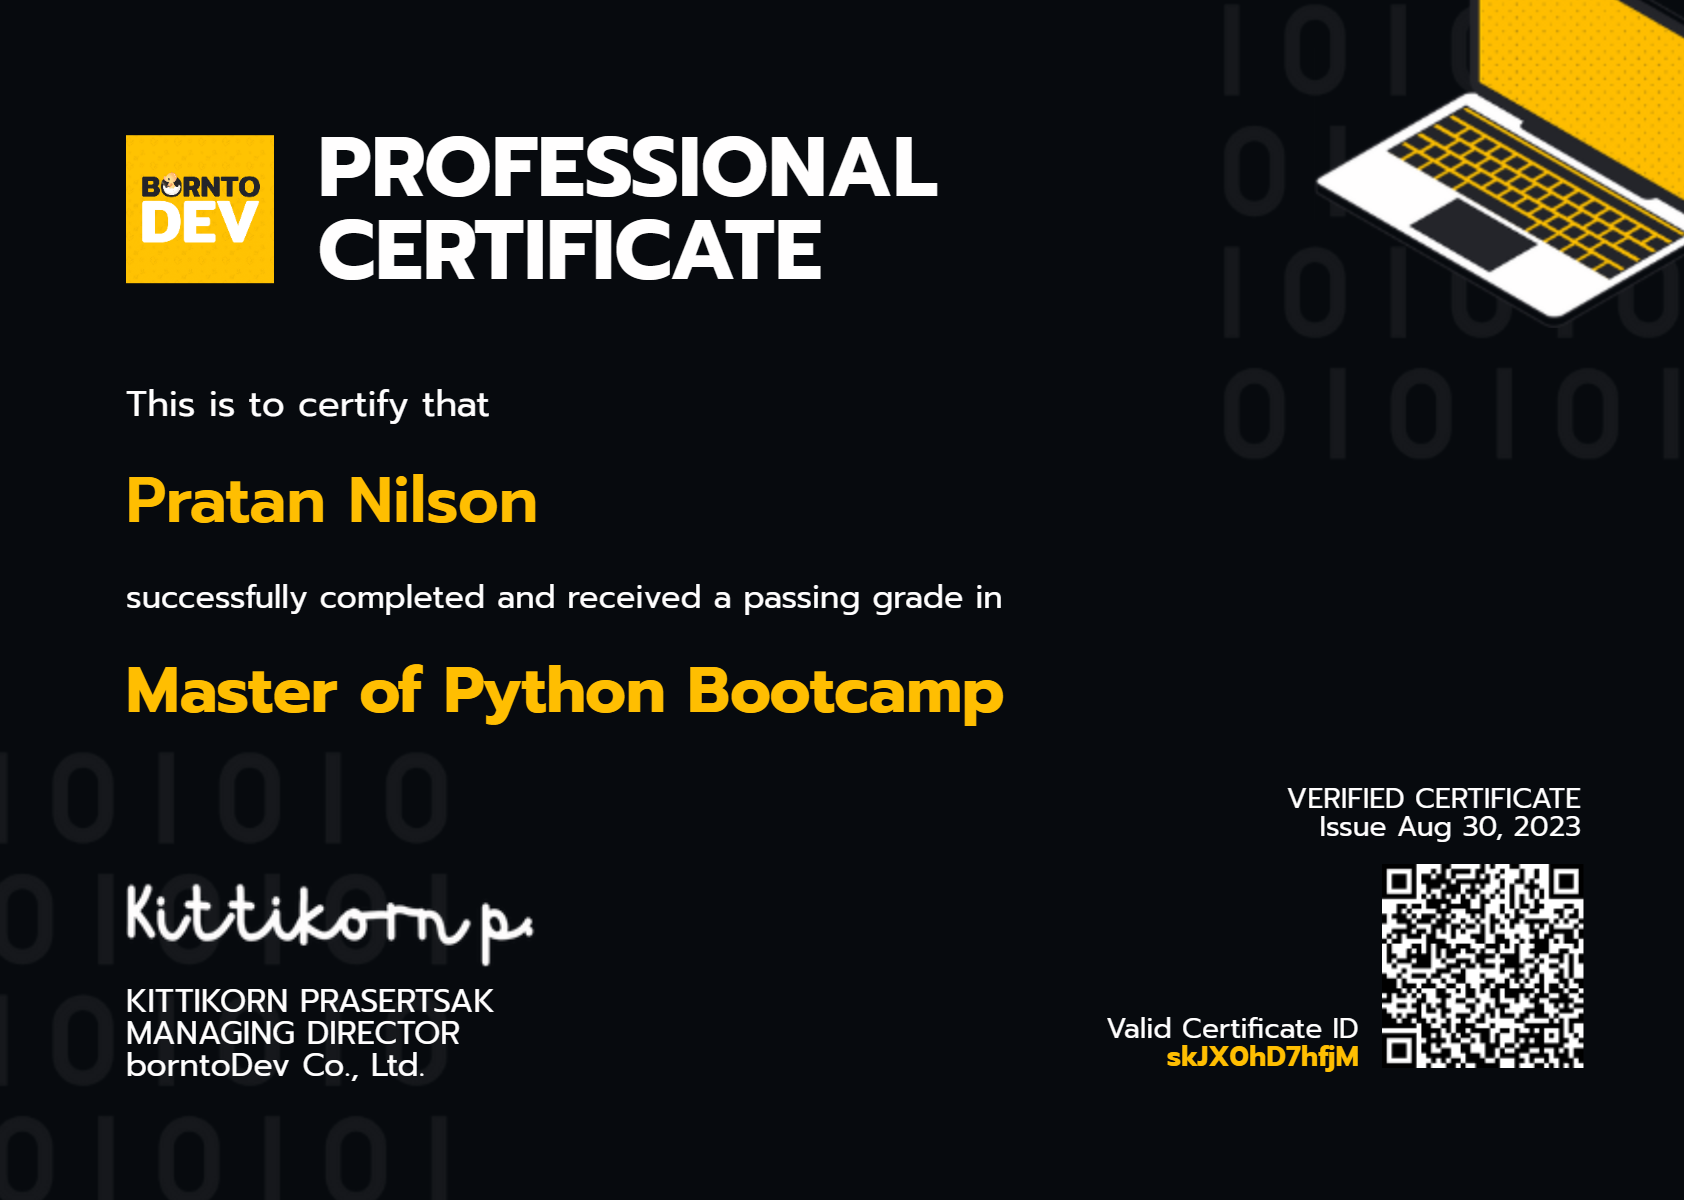 BORNTO
DEV
PROFESSIONAL
CERTIFICATE
This is to certify that
Pratan Nilson
successfully completed and received a passing grade in
Master of Python Bootcamp
VERIFIED CERTIFICATE
Issue Aug 30, 2023
Kittikorn p.
KITTIKORN PRASERTSAK
MANAGING DIRECTOR
borntoDev Co., Ltd.
Valid Certificate ID
skJXOhD7hfjM